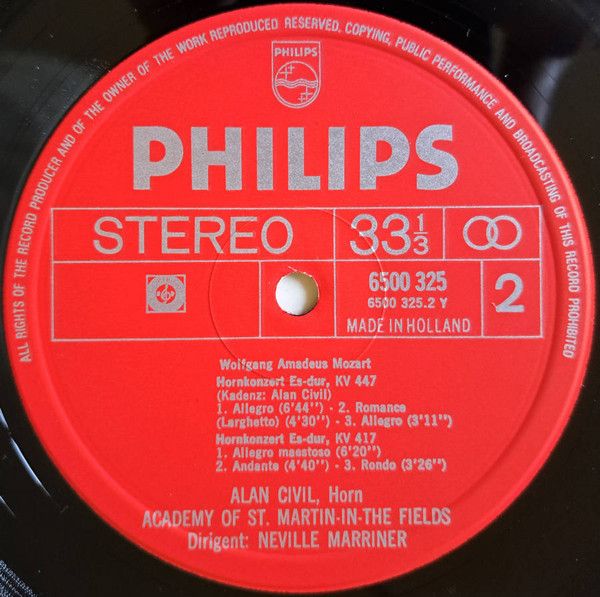 ALL RIGHTS OF THE RECORD PRODUCER AND OF THE OWNER OF THE WORK REPRODUCED RESERVED, COPYING, PUBLIC PERFORMANCE AND BROADCASTING OF THIS RECORD PROHIBITED
PHILIPS
PHILIPS
STEREO 33 1/3
6500 325
6500 325.2 Y
2
MADE IN HOLLAND
Wolfgang Amadeus Mozart
Hornkonzert Es-dur, KV 447
(Kadenz: Alan Civil)
1. Allegro (6'44'') - 2. Romance
(Larghetto) (4'30'') - 3. Allegro (3'11'')
Hornkonzert Es-dur, KV 417
1. Allegro maestoso (6'20'')
2. Andante (4'40'') - 3. Rondo (3'26'')
ALAN CIVIL, Horn
ACADEMY OF ST. MARTIN-IN-THE FIELDS
Dirigent: NEVILLE MARRINER